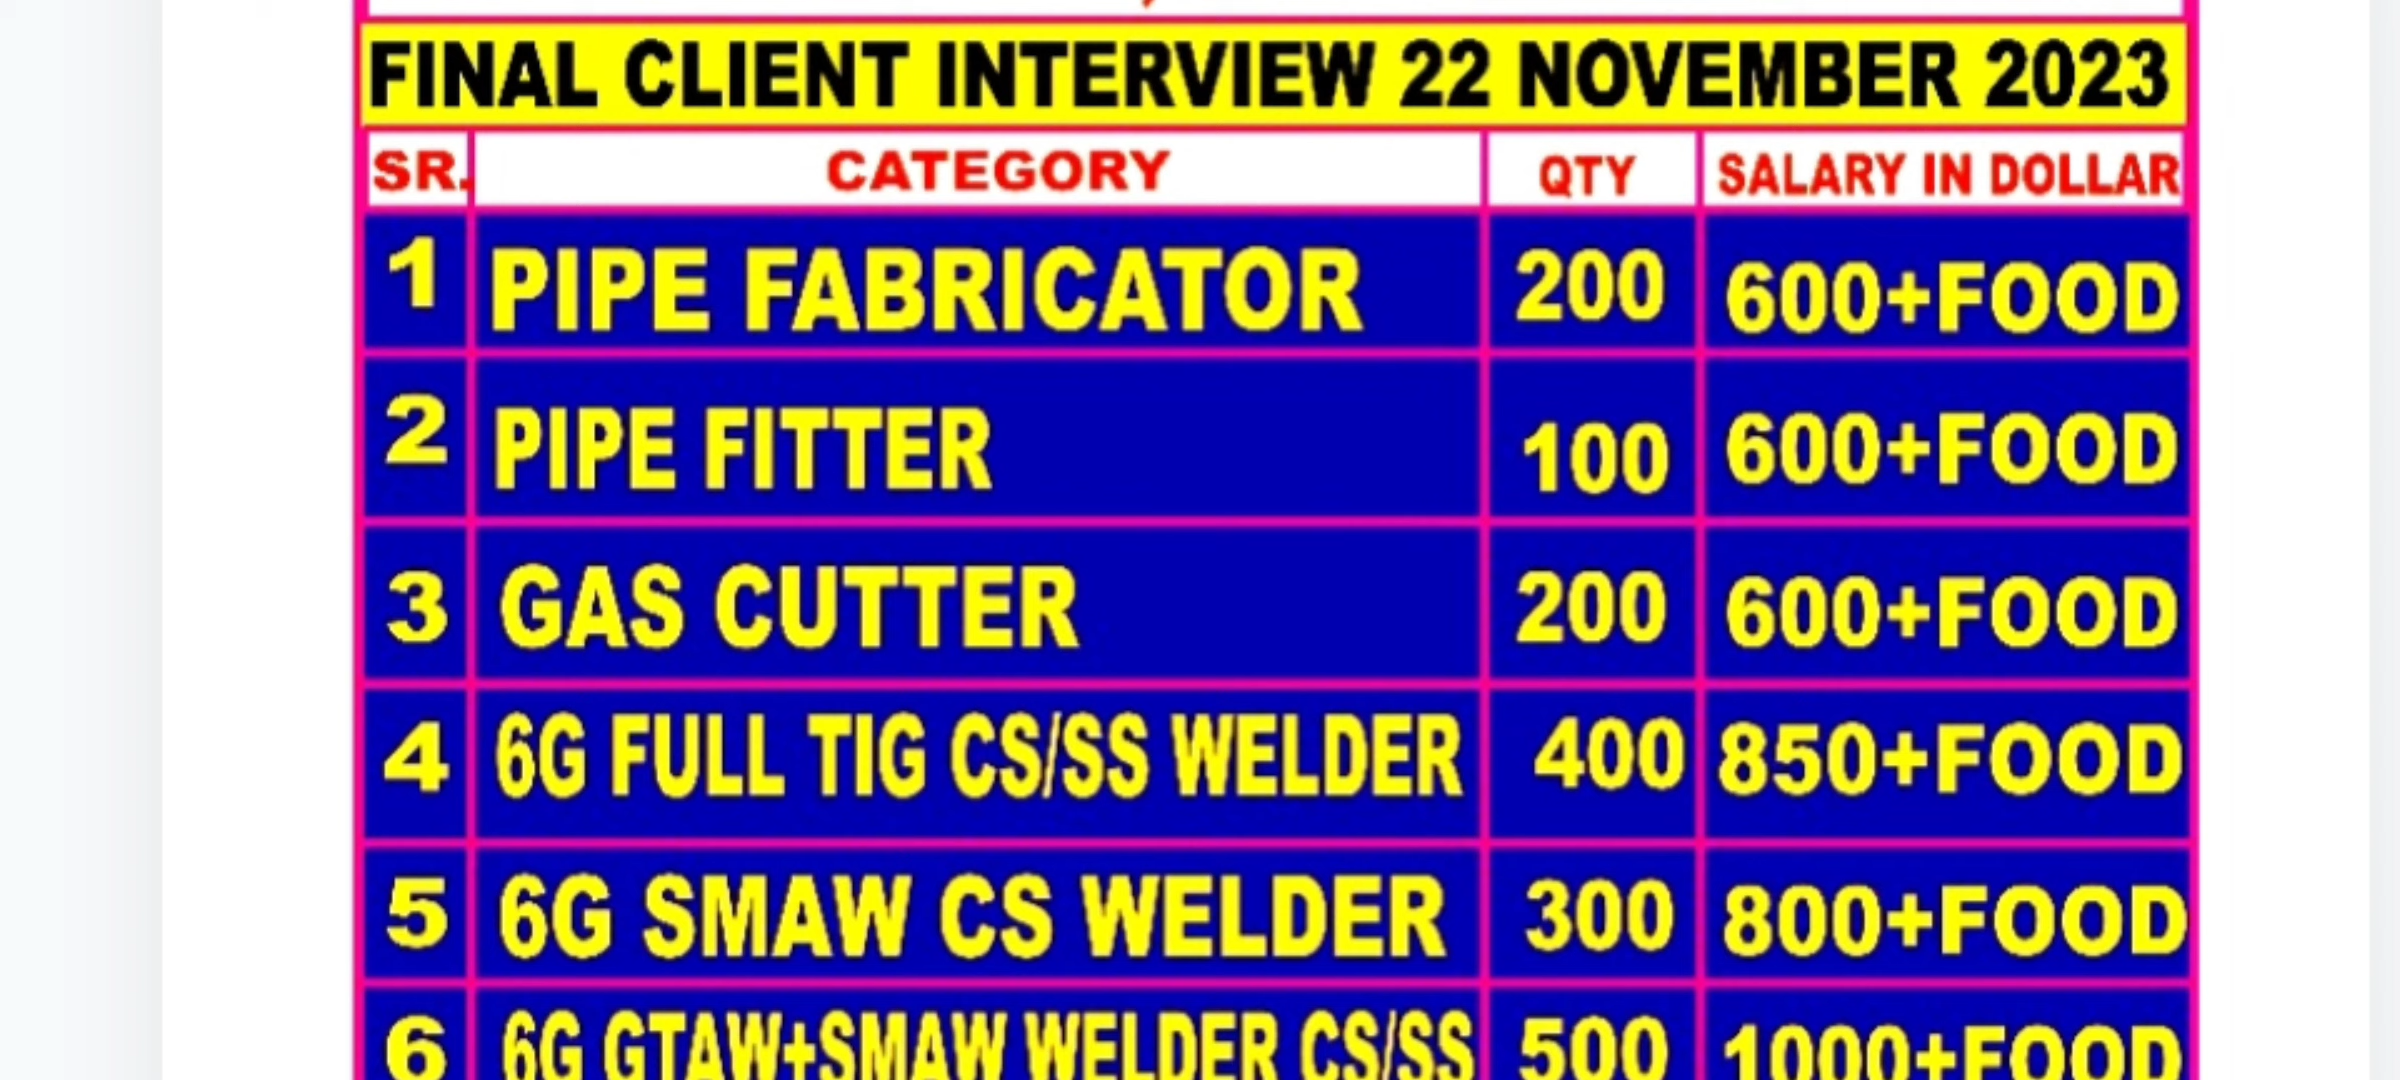 FINAL CLIENT INTERVIEW 22 NOVEMBER 2023
SR. CATEGORY QTY SALARY IN DOLLAR
1 PIPE FABRICATOR 200 600+FOOD
2 PIPE FITTER 100 600+FOOD
3 GAS CUTTER 200 600+FOOD
4 6G FULL TIG CS/SS WELDER 400 850+FOOD
5 6G SMAW CS WELDER 300 800+FOOD
6 6G GTAW+SMAW WELDER CS/SS 500 1000+FOOD